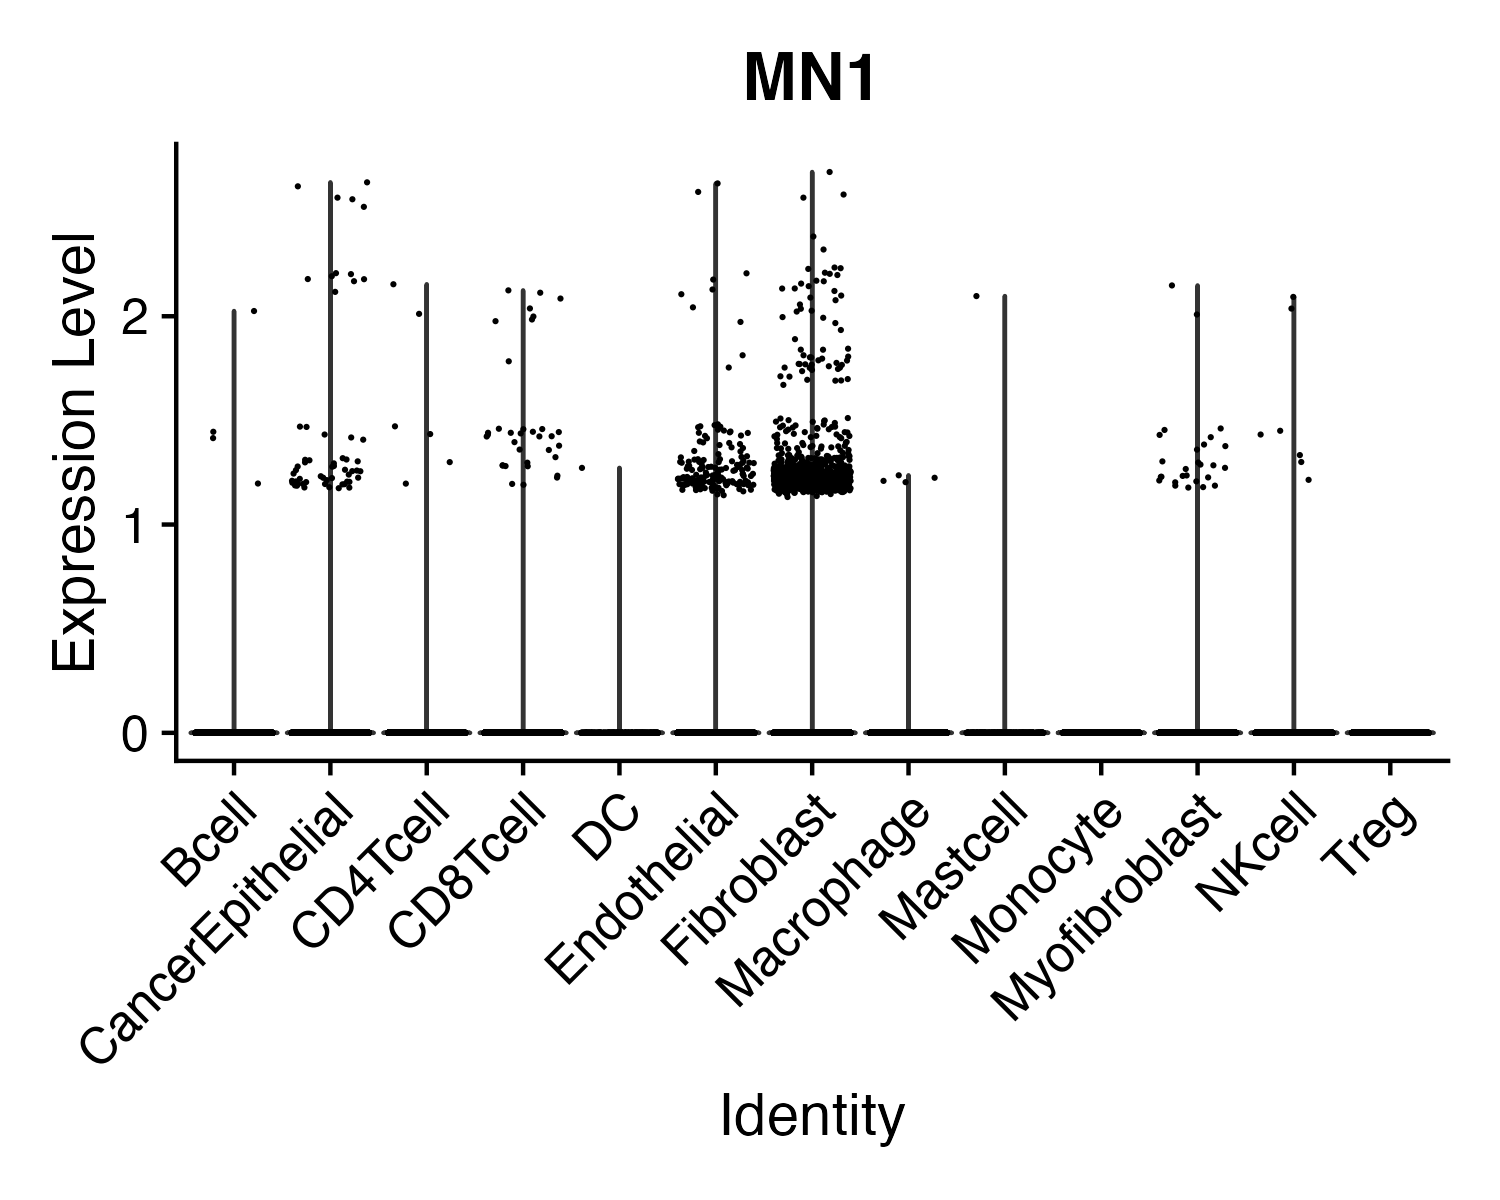 MN1
Expression Level
2
1
0
Bcell
CancerEpithelial
CD4Tcell
CD8Tcell
DC
Endothelial
Fibroblast
Macrophage
Mastcell
Monocyte
Myofibroblast
NKcell
Treg
Identity